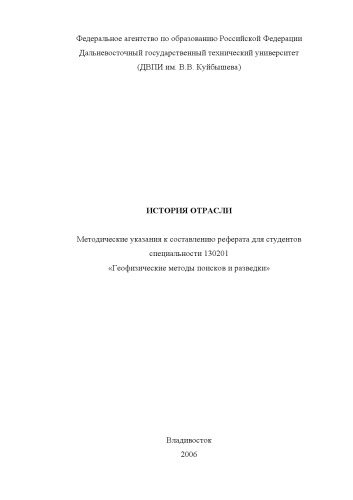 Федеральное агентство по образованию Российской Федерации
Дальневосточный государственный технический университет
(ДВПИ им. В.В. Куйбышева)
ИСТОРИЯ ОТРАСЛИ
Методические указания к составлению реферата для студентов
специальности 130201
«Геофизические методы поисков и разведки»
Владивосток
2006